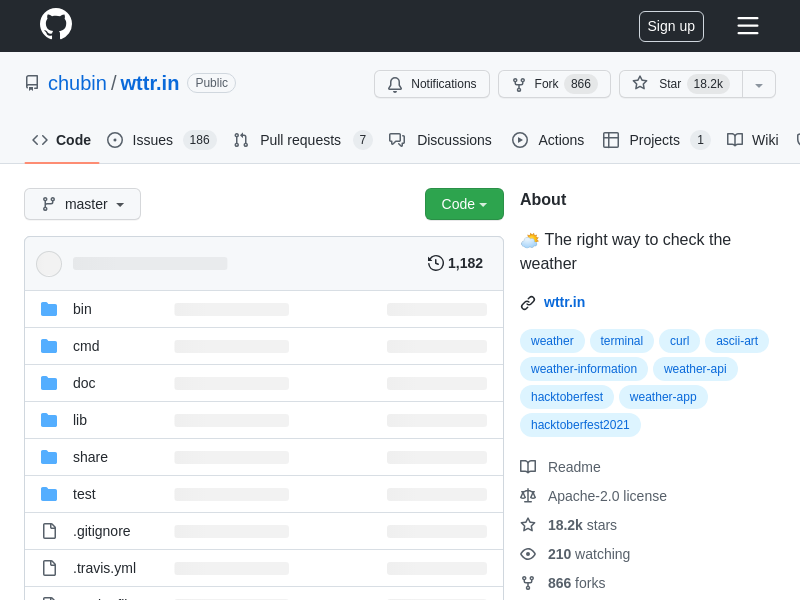 Sign up
chubin / wttr.in Public
Notifications
Fork 866
Star 18.2k
Code
Issues 186
Pull requests 7
Discussions
Actions
Projects 1
Wiki
master
Code
1,182
bin
cmd
doc
lib
share
test
.gitignore
.travis.yml
About
The right way to check the
weather
wttr.in
weather terminal curl ascii-art
weather-information weather-api
hacktoberfest weather-app
hacktoberfest2021
Readme
Apache-2.0 license
18.2k stars
210 watching
866 forks